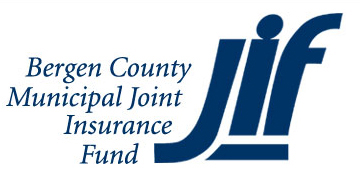 Bergen County
Municipal Joint
Insurance
Fund
jif